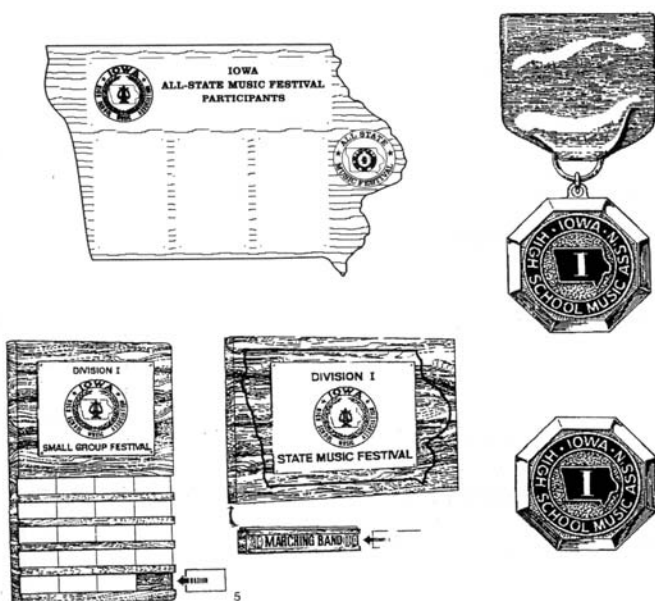 IOWA
IOWA
ALL-STATE MUSIC FESTIVAL
PARTICIPANTS
ALL STATE
MUSIC FESTIVAL
· IOWA ·
HIGH SCHOOL MUSIC ASS'N
I
DIVISION I
IOWA
SMALL GROUP FESTIVAL
DIVISION I
IOWA
STATE MUSIC FESTIVAL
MARCHING BAND
· IOWA ·
HIGH SCHOOL MUSIC ASS'N
I
5